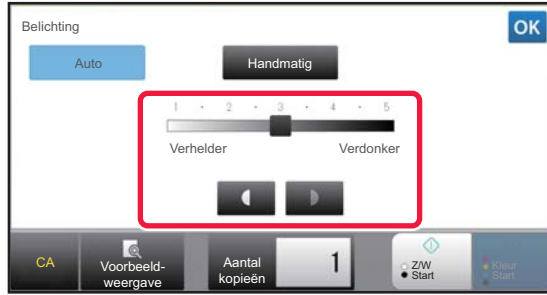 Belichting
OK
Auto
Handmatig
1 · 2 · 3 · 4 · 5
Verhelder
Verdonker
CA
Voorbeeld-
weergave
Aantal
kopieën
1
Z/W
Start
Kleur
Start